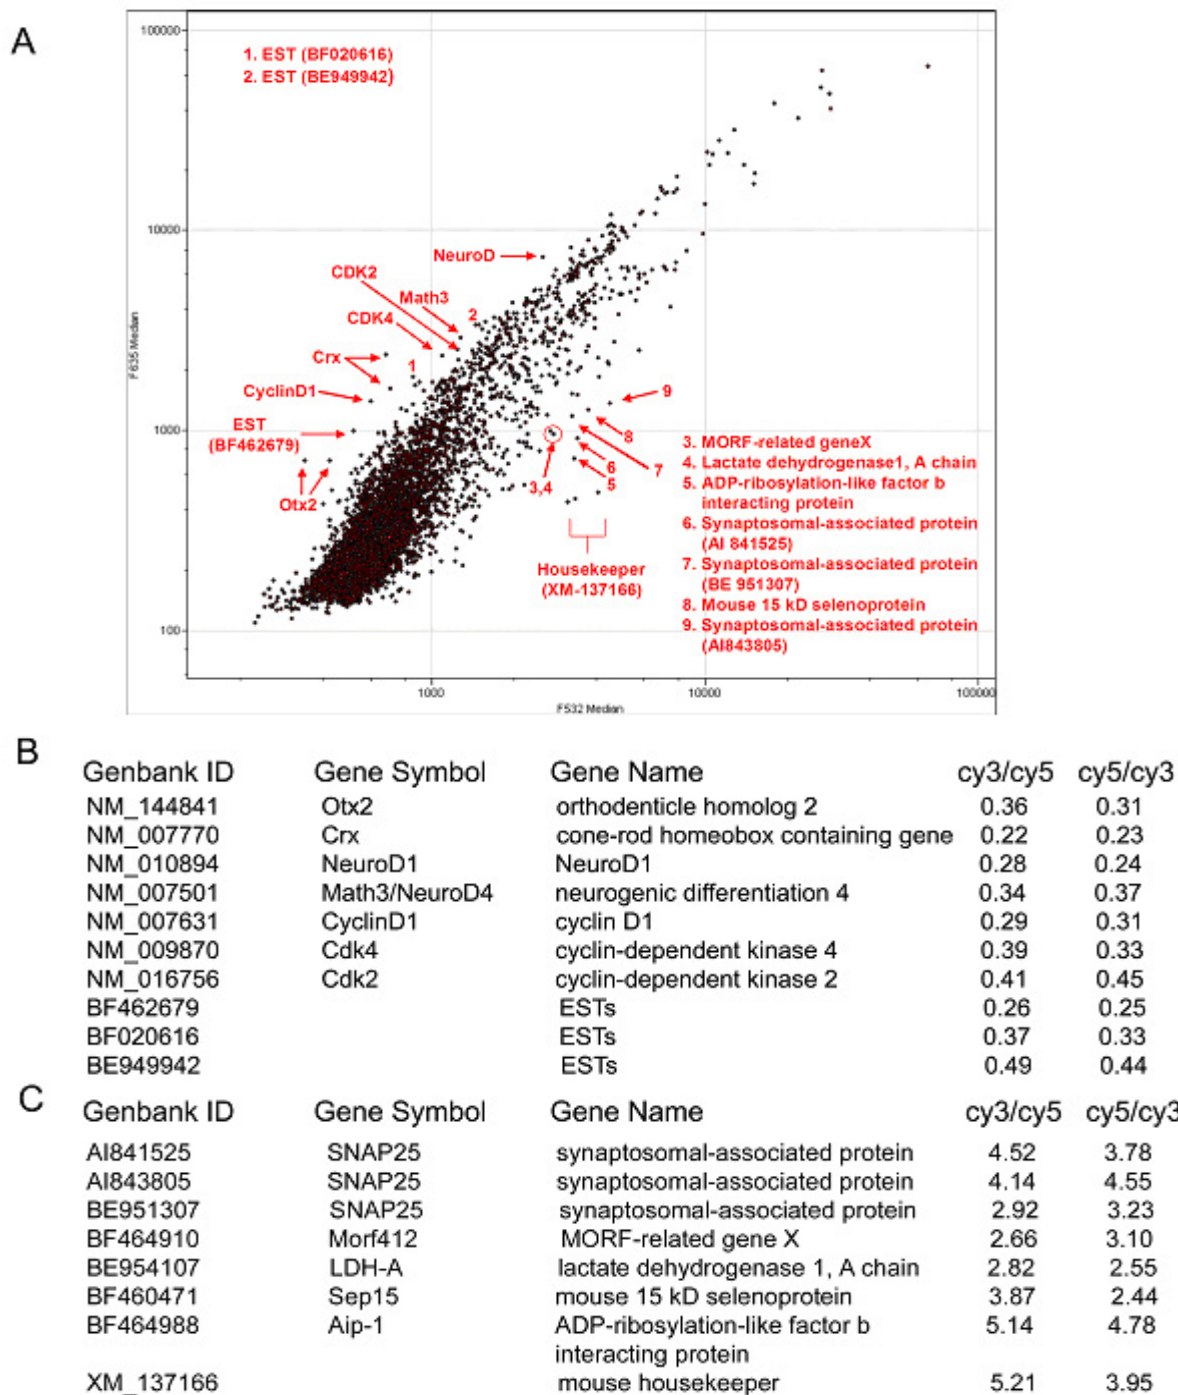 A
1. EST (BF020616)
2. EST (BE949942)
100000
10000
1000
100
F635 Median
NeuroD
CDK2
Math3
2
CDK4
Crx
1
CyclinD1
EST
(BF462679)
Otx2
9
8
7
6
5
3,4
Housekeeper
(XM-137166)
3. MORF-related geneX
4. Lactate dehydrogenase1, A chain
5. ADP-ribosylation-like factor b
interacting protein
6. Synaptosomal-associated protein
(AI 841525)
7. Synaptosomal-associated protein
(BE 951307)
8. Mouse 15 kD selenoprotein
9. Synaptosomal-associated protein
(AI843805)
1000 10000 100000
F532 Median
B
Genbank ID Gene Symbol Gene Name cy3/cy5 cy5/cy3
NM_144841 Otx2 orthodenticle homolog 2 0.36 0.31
NM_007770 Crx cone-rod homeobox containing gene 0.22 0.23
NM_010894 NeuroD1 NeuroD1 0.28 0.24
NM_007501 Math3/NeuroD4 neurogenic differentiation 4 0.34 0.37
NM_007631 CyclinD1 cyclin D1 0.29 0.31
NM_009870 Cdk4 cyclin-dependent kinase 4 0.39 0.33
NM_016756 Cdk2 cyclin-dependent kinase 2 0.41 0.45
BF462679 ESTs 0.26 0.25
BF020616 ESTs 0.37 0.33
BE949942 ESTs 0.49 0.44
C
Genbank ID Gene Symbol Gene Name cy3/cy5 cy5/cy3
AI841525 SNAP25 synaptosomal-associated protein 4.52 3.78
AI843805 SNAP25 synaptosomal-associated protein 4.14 4.55
BE951307 SNAP25 synaptosomal-associated protein 2.92 3.23
BF464910 Morf412 MORF-related gene X 2.66 3.10
BE954107 LDH-A lactate dehydrogenase 1, A chain 2.82 2.55
BF460471 Sep15 mouse 15 kD selenoprotein 3.87 2.44
BF464988 Aip-1 ADP-ribosylation-like factor b 5.14 4.78
interacting protein
XM_137166 mouse housekeeper 5.21 3.95